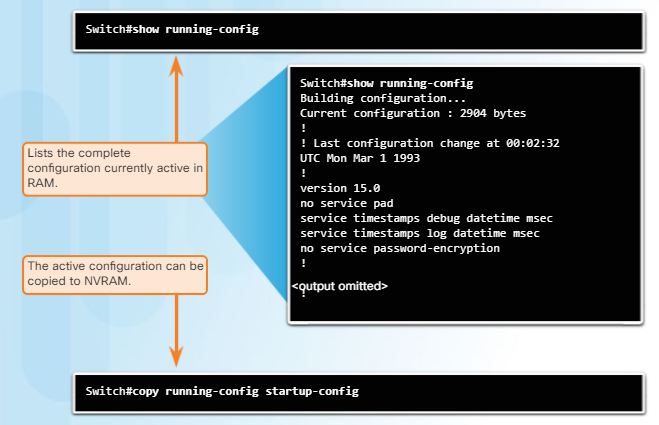 Switch#show running-config
Switch#show running-config
Building configuration...
Current configuration : 2904 bytes
!
! Last configuration change at 00:02:32
UTC Mon Mar 1 1993
!
version 15.0
no service pad
service timestamps debug datetime msec
service timestamps log datetime msec
no service password-encryption
!
<output omitted>
!
Lists the complete
configuration currently active in
RAM.
The active configuration can be
copied to NVRAM.
Switch#copy running-config startup-config